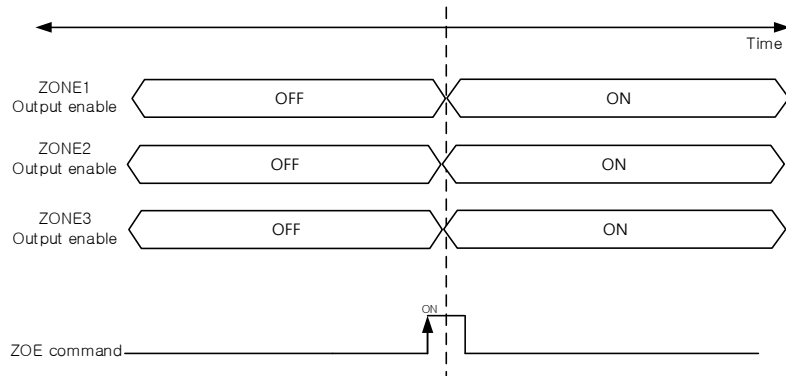 Time
ZONE1
Output enable
OFF
ON
ZONE2
Output enable
OFF
ON
ZONE3
Output enable
OFF
ON
ON
ZOE command